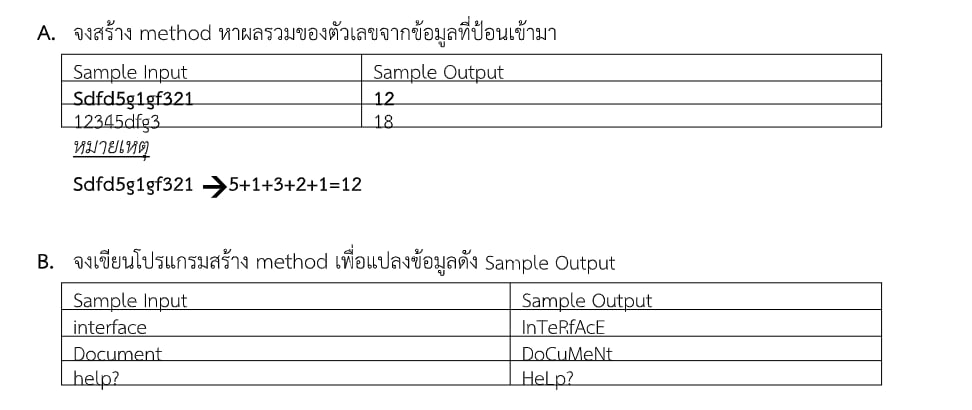 A. จงสร้าง method หาผลรวมของตัวเลขจากข้อมูลที่ป้อนเข้ามา
Sample Input Sample Output
Sdfd5g1gf321 12
12345dfg3 18
หมายเหตุ
Sdfd5g1gf321 →5+1+3+2+1=12
B. จงเขียนโปรแกรมสร้าง method เพื่อแปลงข้อมูลดัง Sample Output
Sample Input Sample Output
interface InTeRfAcE
Document DoCuMeNt
help? HeLp?